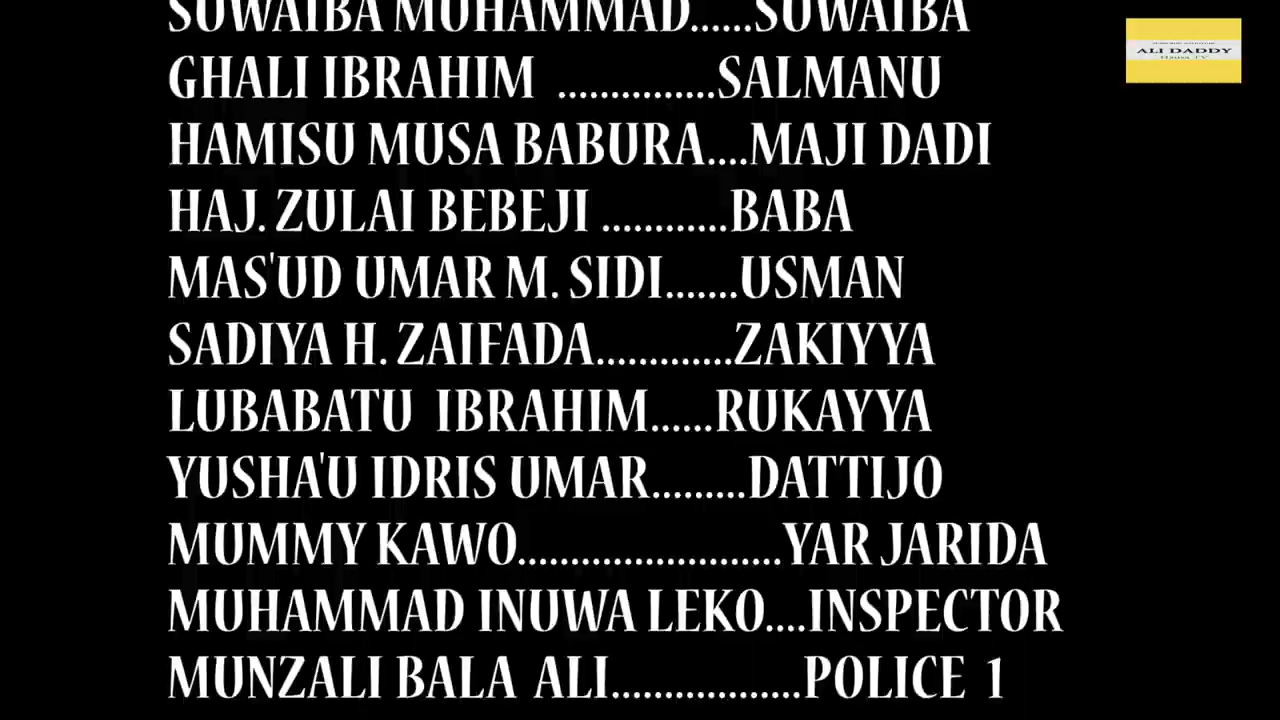 SUWAIBA MUHAMMAD......SUWAIBA
GHALI IBRAHIM ...............SALMANU
HAMISU MUSA BABURA....MAJI DADI
HAJ. ZULAI BEBEJI ............BABA
MAS'UD UMAR M. SIDI.......USMAN
SADIYA H. ZAIFADA.............ZAKIYYA
LUBABATU IBRAHIM......RUKAYYA
YUSHA'U IDRIS UMAR.........DATTIJO
MUMMY KAWO.........................YAR JARIDA
MUHAMMAD INUWA LEKO....INSPECTOR
MUNZALI BALA ALI..................POLICE 1
ALI DADDY
Hausa TV